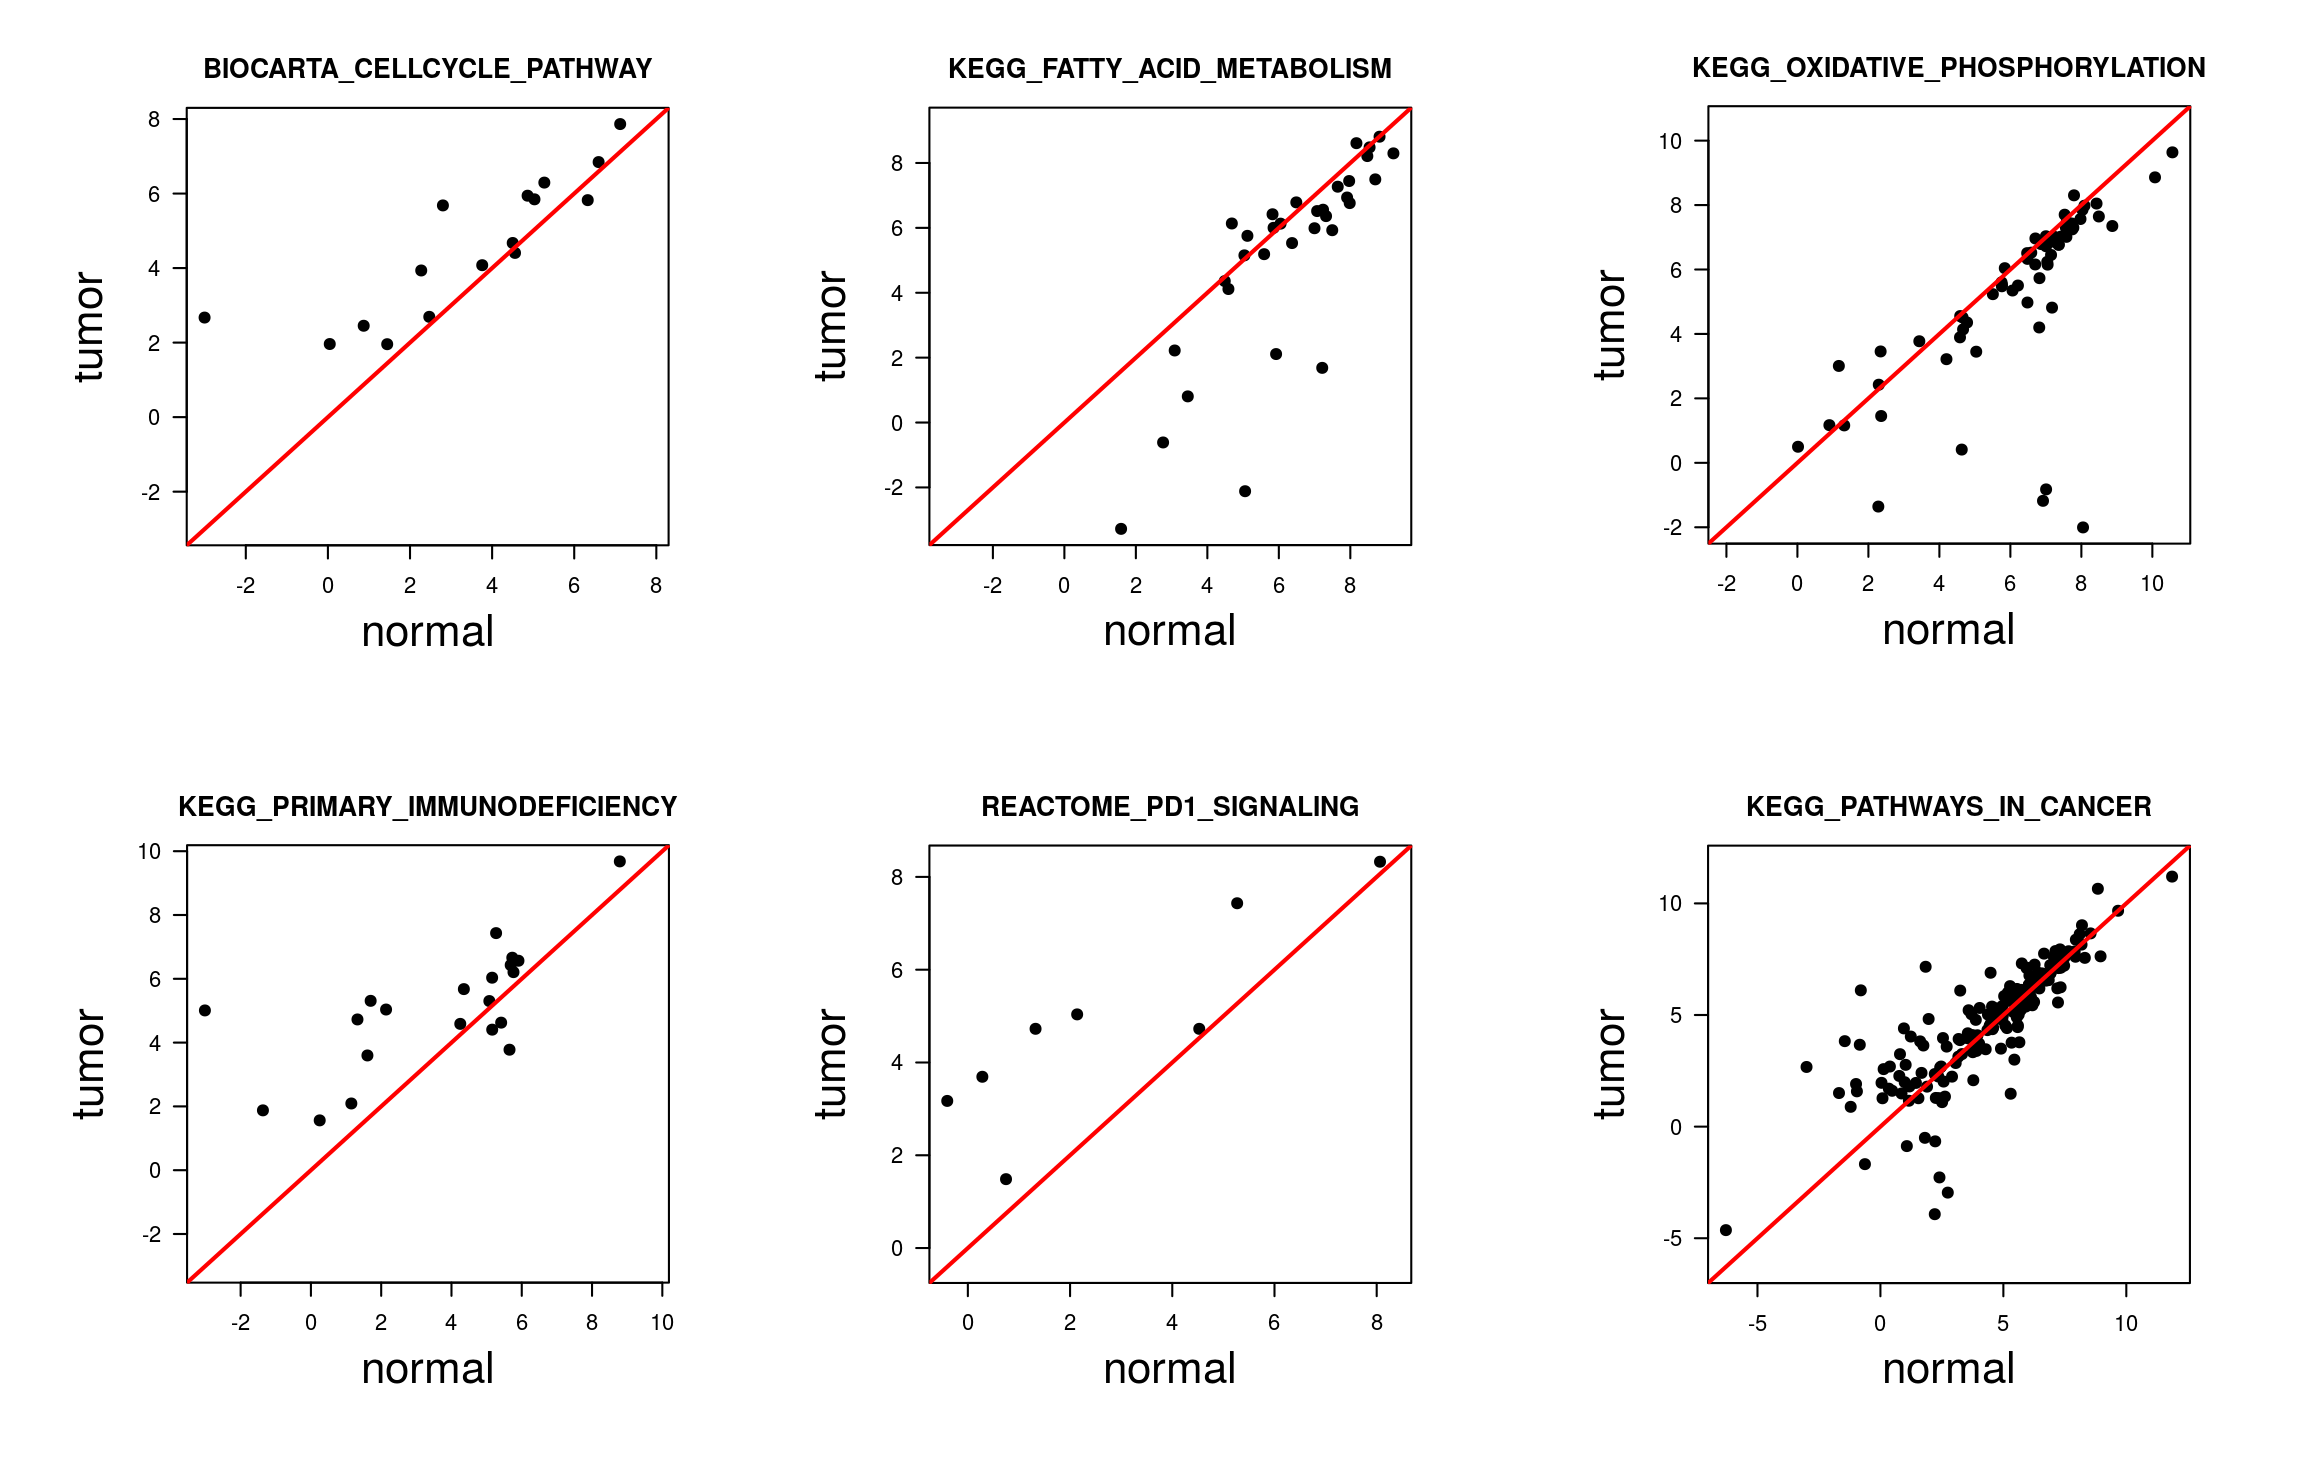 BIOCARTA_CELLCYCLE_PATHWAY
8
6
4
2
0
-2
tumor
-2 0 2 4 6 8
normal
KEGG_FATTY_ACID_METABOLISM
8
6
4
2
0
-2
tumor
-2 0 2 4 6 8
normal
KEGG_OXIDATIVE_PHOSPHORYLATION
10
8
6
4
2
0
-2
tumor
-2 0 2 4 6 8 10
normal
KEGG_PRIMARY_IMMUNODEFICIENCY
10
8
6
4
2
0
-2
tumor
-2 0 2 4 6 8 10
normal
REACTOME_PD1_SIGNALING
8
6
4
2
0
tumor
0 2 4 6 8
normal
KEGG_PATHWAYS_IN_CANCER
10
5
0
-5
tumor
-5 0 5 10
normal